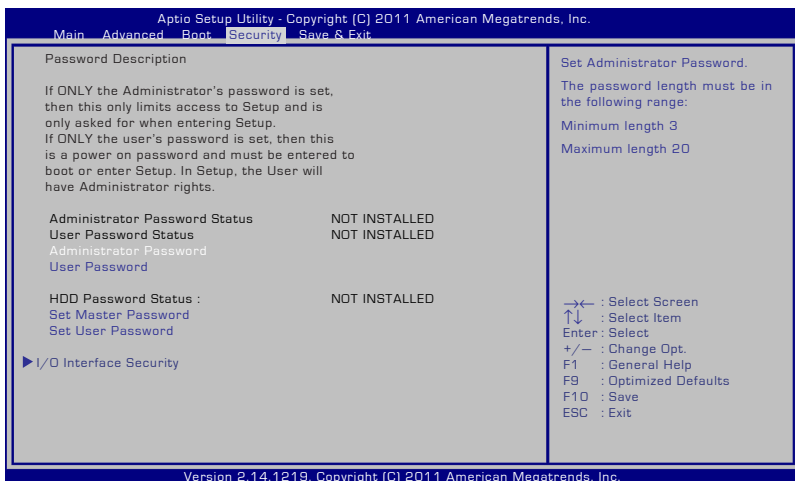 Aptio Setup Utility - Copyright (C) 2011 American Megatrends, Inc.
Main Advanced Boot Security Save & Exit
Password Description
If ONLY the Administrator's password is set,
then this only limits access to Setup and is
only asked for when entering Setup.
If ONLY the user's password is set, then this
is a power on password and must be entered to
boot or enter Setup. In Setup, the User will
have Administrator rights.
Administrator Password Status NOT INSTALLED
User Password Status NOT INSTALLED
Administrator Password
User Password
HDD Password Status : NOT INSTALLED
Set Master Password
Set User Password
I/O Interface Security
Set Administrator Password.
The password length must be in
the following range:
Minimum length 3
Maximum length 20
→← : Select Screen
↑↓ : Select Item
Enter : Select
+/− : Change Opt.
F1 : General Help
F9 : Optimized Defaults
F10 : Save
ESC : Exit
Version 2.14.1219. Copyright (C) 2011 American Megatrends, Inc.